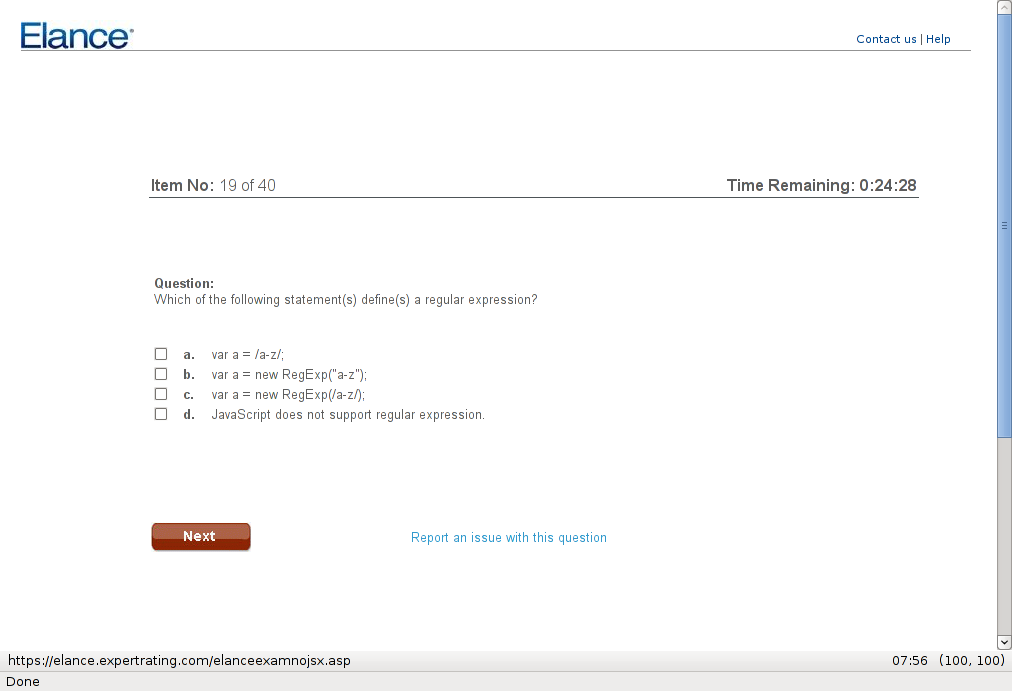 Elance®
Contact us | Help
Item No: 19 of 40
Time Remaining: 0:24:28
Question:
Which of the following statement(s) define(s) a regular expression?
a. var a = /a-z/;
b. var a = new RegExp("a-z");
c. var a = new RegExp(/a-z/);
d. JavaScript does not support regular expression.
Next
Report an issue with this question
https://elance.expertrating.com/elanceexamnojsx.asp
07:56 (100, 100)
Done